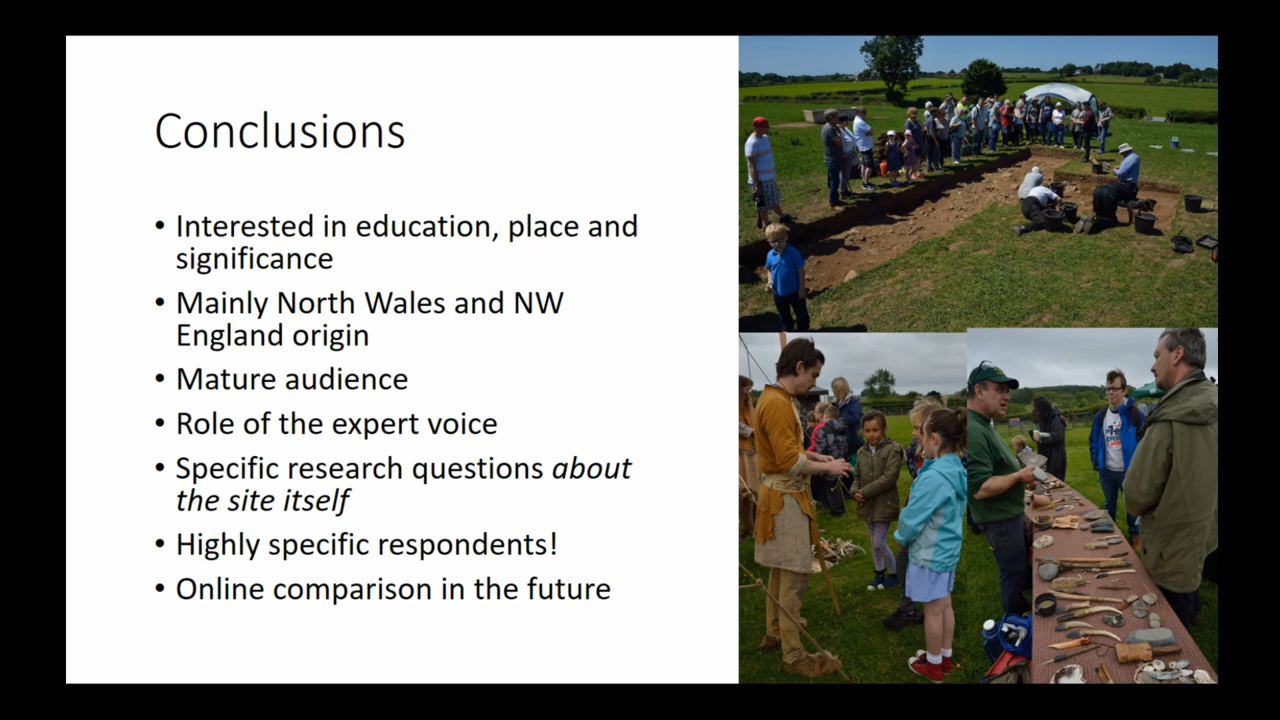 Conclusions
• Interested in education, place and
significance
• Mainly North Wales and NW
England origin
• Mature audience
• Role of the expert voice
• Specific research questions about
the site itself
• Highly specific respondents!
• Online comparison in the future